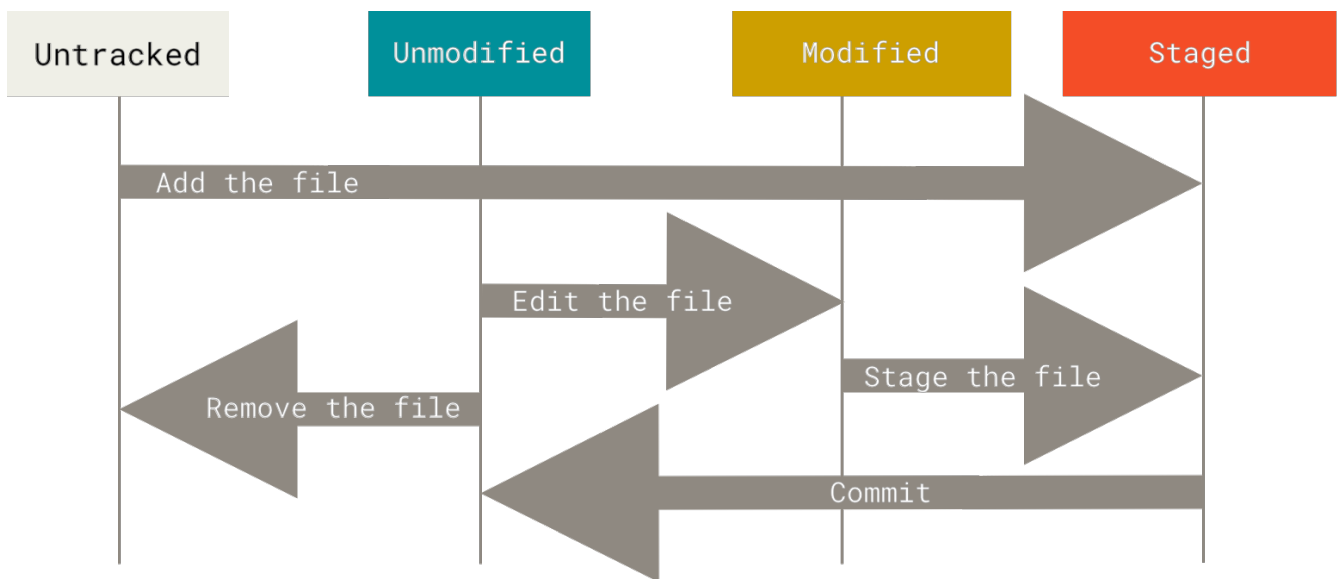 Untracked
Unmodified
Modified
Staged
Add the file
Edit the file
Stage the file
Remove the file
Commit